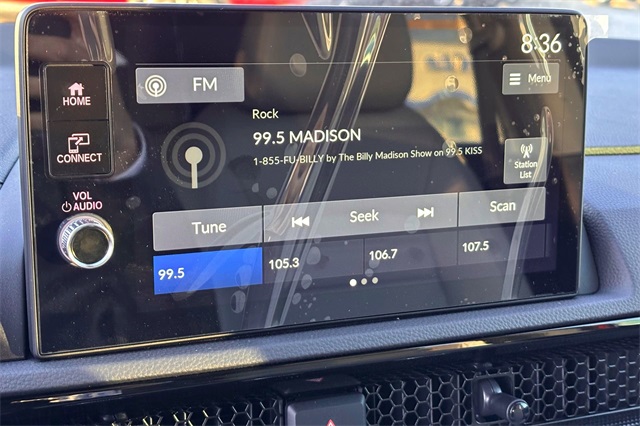 8:36
FM
Menu
HOME
CONNECT
VOL
AUDIO
Rock
99.5 MADISON
1-855-FU-BILLY by The Billy Madison Show on 99.5 KISS
Station
List
Tune
Seek
Scan
99.5
105.3
106.7
107.5